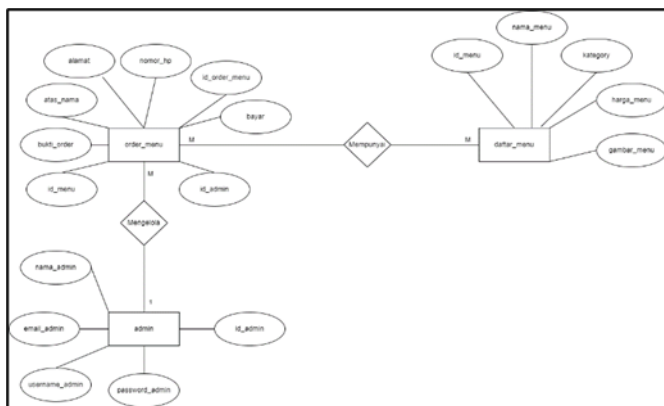 nama_menu
alamat
nomor_hp
id_menu
kategory
id_order_menu
atas_nama
harga_menu
bayar
bukti_order
order_menu
M
Mempunyai
M
daftar_menu
gambar_menu
id_menu
M
id_admin
Mengelola
nama_admin
1
email_admin
admin
id_admin
username_admin
password_admin